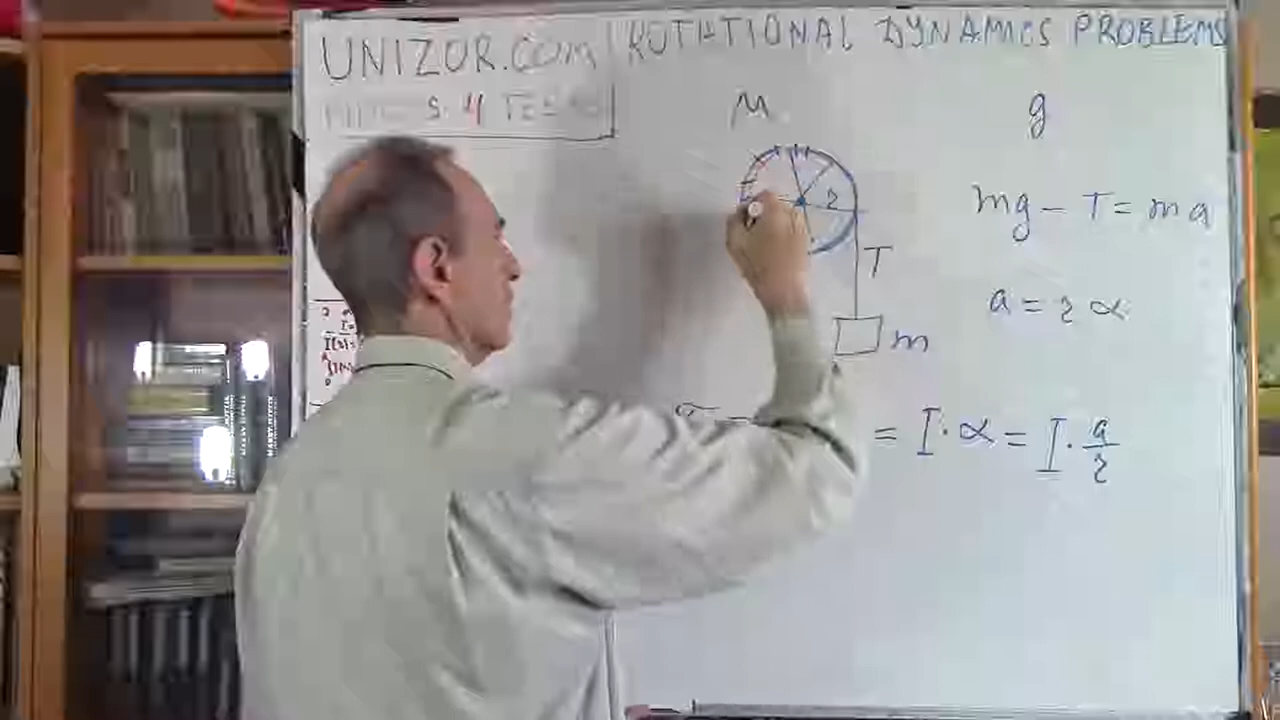 UNIZOR.COM
ROTATIONAL DYNAMICS PROBLEMS
M
g
r
mg - T = ma
T
a = r α
m
= I · α = I · a/r